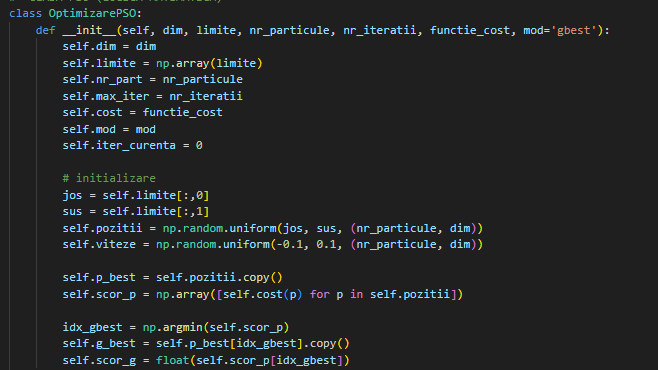 class OptimizarePSO:
    def __init__(self, dim, limite, nr_particule, nr_iteratii, functie_cost, mod='gbest'):
        self.dim = dim
        self.limite = np.array(limite)
        self.nr_part = nr_particule
        self.max_iter = nr_iteratii
        self.cost = functie_cost
        self.mod = mod
        self.iter_curenta = 0

        # initializare
        jos = self.limite[:,0]
        sus = self.limite[:,1]
        self.pozitii = np.random.uniform(jos, sus, (nr_particule, dim))
        self.viteze = np.random.uniform(-0.1, 0.1, (nr_particule, dim))

        self.p_best = self.pozitii.copy()
        self.scor_p = np.array([self.cost(p) for p in self.pozitii])

        idx_gbest = np.argmin(self.scor_p)
        self.g_best = self.p_best[idx_gbest].copy()
        self.scor_g = float(self.scor_p[idx_gbest])